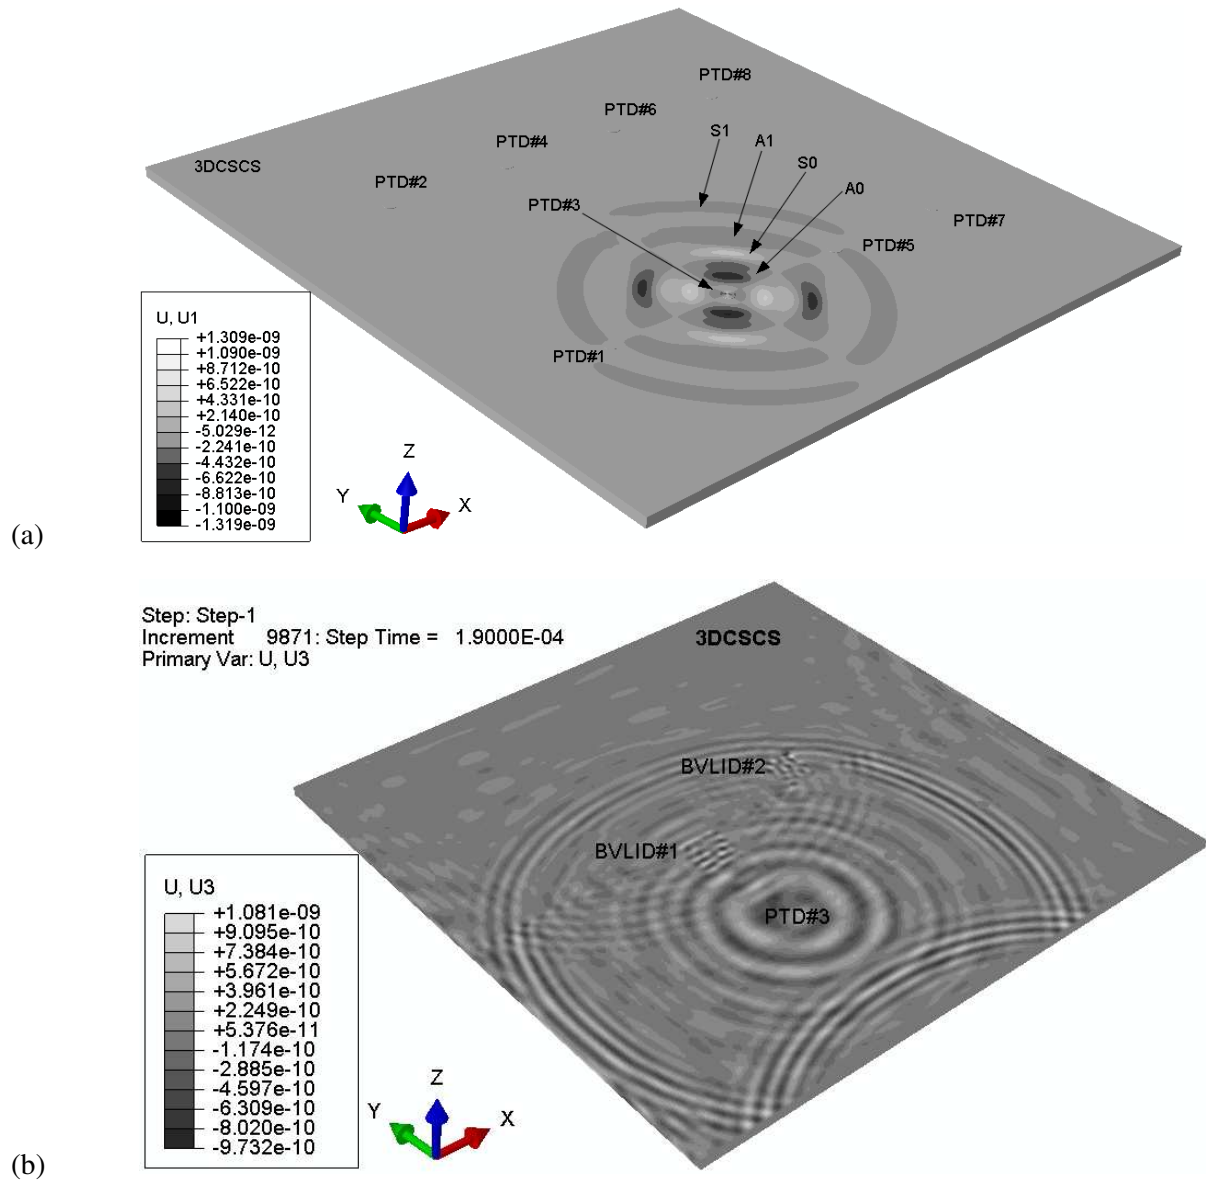 PTD#8
PTD#6
S1
A1
PTD#4
S0
3DCSCS
PTD#2
A0
PTD#3
PTD#7
PTD#5
PTD#1
U, U1
+1.309e-09
+1.090e-09
+8.712e-10
+6.522e-10
+4.331e-10
+2.140e-10
-5.029e-12
-2.241e-10
-4.432e-10
-6.622e-10
-8.813e-10
-1.100e-09
-1.319e-09
Z
Y
X
(a)
Step: Step-1
Increment 9871: Step Time = 1.9000E-04
Primary Var: U, U3
3DCSCS
BVLID#2
BVLID#1
PTD#3
U, U3
+1.081e-09
+9.095e-10
+7.384e-10
+5.672e-10
+3.961e-10
+2.249e-10
+5.376e-11
-1.174e-10
-2.885e-10
-4.597e-10
-6.309e-10
-8.020e-10
-9.732e-10
Z
Y
X
(b)